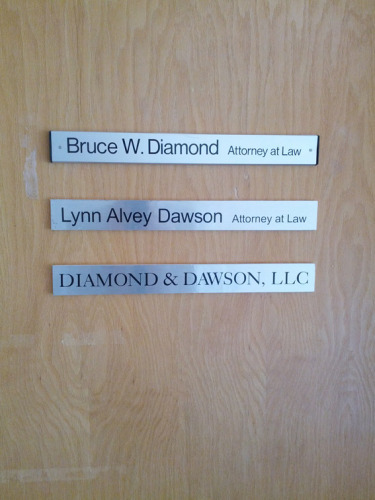 Bruce W. Diamond Attorney at Law
Lynn Alvey Dawson Attorney at Law
DIAMOND & DAWSON, LLC